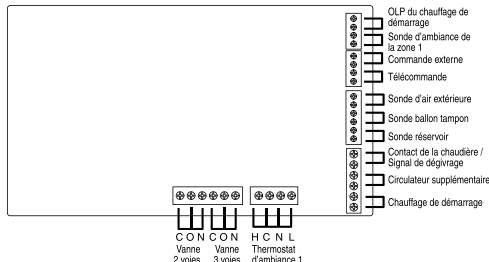 OLP du chauffage de
démarrage
Sonde d'ambiance de
la zone 1
Commande externe
Télécommande
Sonde d'air extérieure
Sonde ballon tampon
Sonde réservoir
Contact de la chaudière /
Signal de dégivrage
Circulateur supplémentaire
Chauffage de démarrage
C O N C O N H C N L
Vanne
2 voies
Vanne
3 voies
Thermostat
d'ambiance 1